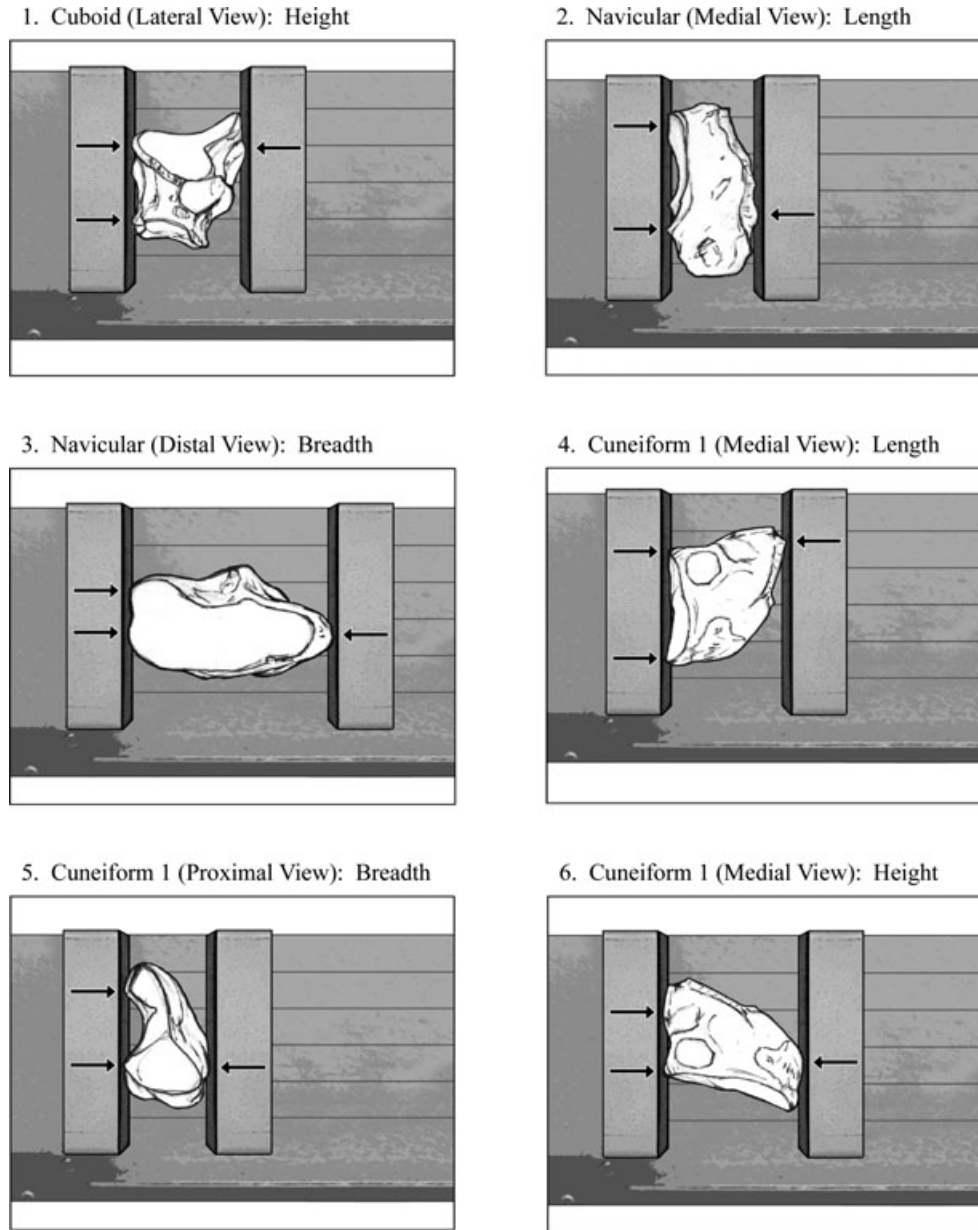 1. Cuboid (Lateral View): Height
2. Navicular (Medial View): Length
3. Navicular (Distal View): Breadth
4. Cuneiform 1 (Medial View): Length
5. Cuneiform 1 (Proximal View): Breadth
6. Cuneiform 1 (Medial View): Height